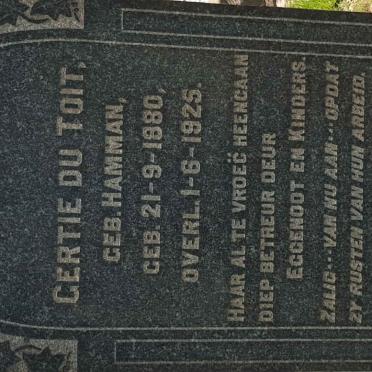 GERTIE DU TOIT,
GEB. HAMMAN,
GEB. 21-9-1880,
OVERL. 1-6-1925.
HAAR AL TE VROEG HEENGAAN
DIEP BETREUR DEUR
EGGENOOT EN KINDERS.
ZALIG... VAN NU AAN... OPDAT
ZY RUSTEN VAN HUN ARBEID.